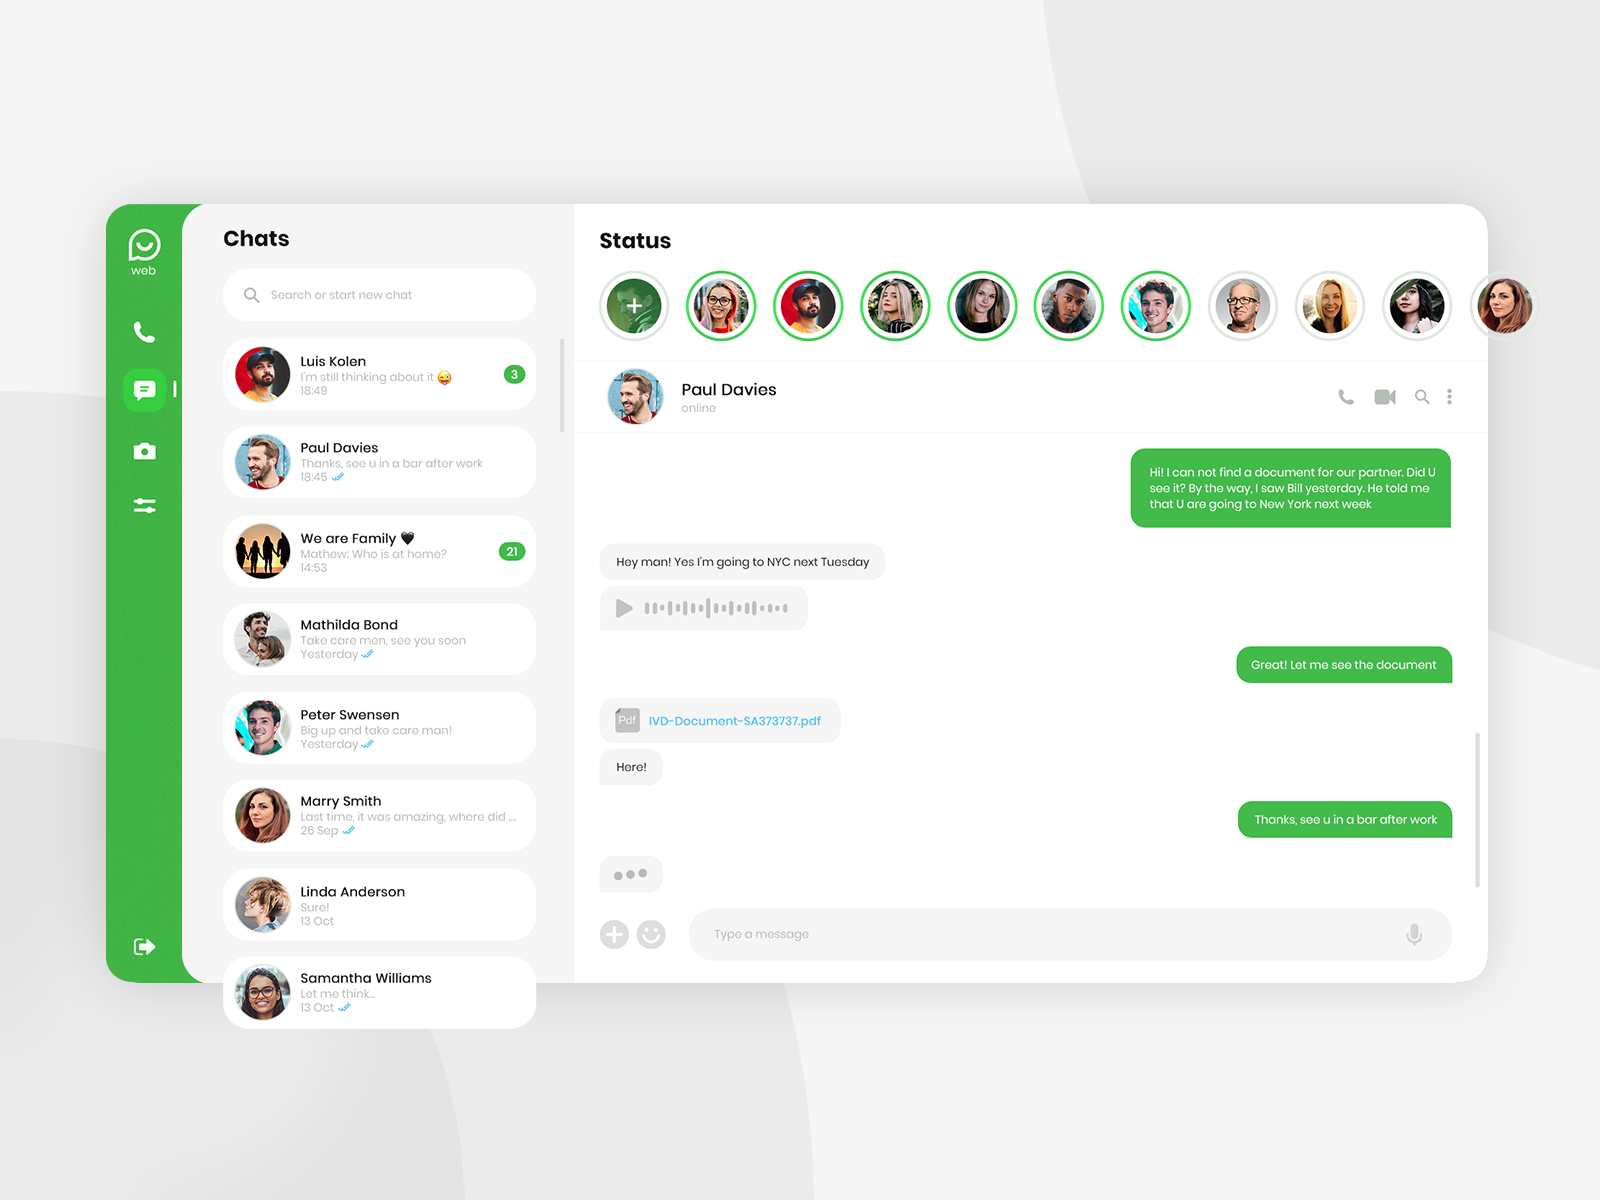 web
Chats
Search or start new chat
Luis Kolen
I'm still thinking about it 😜
18:49
3
Paul Davies
Thanks, see u in a bar after work
18:45
We are Family 🖤
Mathew: Who is at home?
14:53
21
Mathilda Bond
Take care men, see you soon
Yesterday
Peter Swensen
Big up and take care man!
Yesterday
Marry Smith
Last time, it was amazing, where did ...
26 Sep
Linda Anderson
Sure!
13 Oct
Samantha Williams
Let me think...
13 Oct
Status
Paul Davies
online
Hi! I can not find a document for our partner. Did U
see it? By the way, I saw Bill yesterday. He told me
that U are going to New York next week
Hey man! Yes I'm going to NYC next Tuesday
Great! Let me see the document
Pdf IVD-Document-SA373737.pdf
Here!
Thanks, see u in a bar after work
Type a message